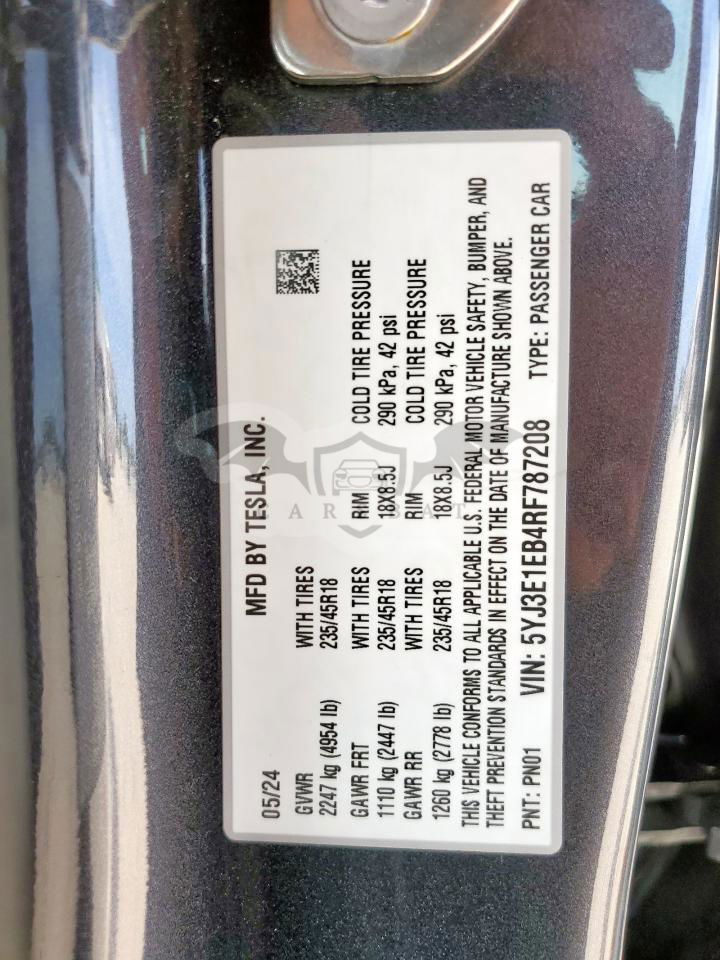 05/24 MFD BY TESLA, INC.
GVWR WITH TIRES
2247 kg (4954 lb) 235/45R18
GAWR FRT WITH TIRES RIM COLD TIRE PRESSURE
1110 kg (2447 lb) 235/45R18 18X8.5J 290 kPa, 42 psi
GAWR RR WITH TIRES RIM COLD TIRE PRESSURE
1260 kg (2778 lb) 235/45R18 18X8.5J 290 kPa, 42 psi
THIS VEHICLE CONFORMS TO ALL APPLICABLE U.S. FEDERAL MOTOR VEHICLE SAFETY, BUMPER, AND
THEFT PREVENTION STANDARDS IN EFFECT ON THE DATE OF MANUFACTURE SHOWN ABOVE.
PNT: PN01 VIN: 5YJ3E1EB4RF787208 TYPE: PASSENGER CAR